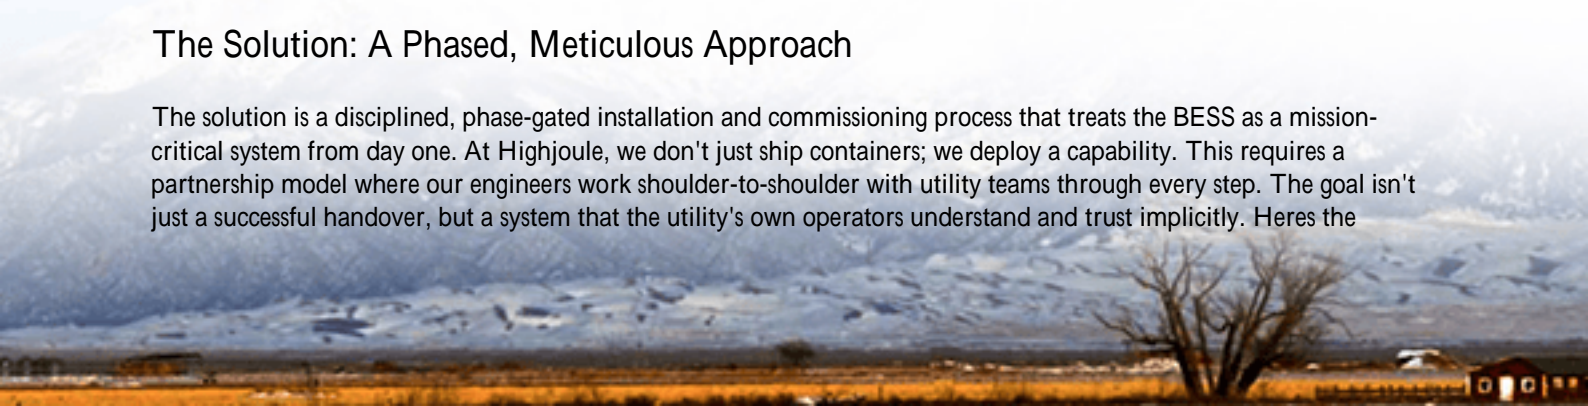 The Solution: A Phased, Meticulous Approach
The solution is a disciplined, phase-gated installation and commissioning process that treats the BESS as a mission-
critical system from day one. At Highjoule, we don't just ship containers; we deploy a capability. This requires a
partnership model where our engineers work shoulder-to-shoulder with utility teams through every step. The goal isn't
just a successful handover, but a system that the utility's own operators understand and trust implicitly. Heres the